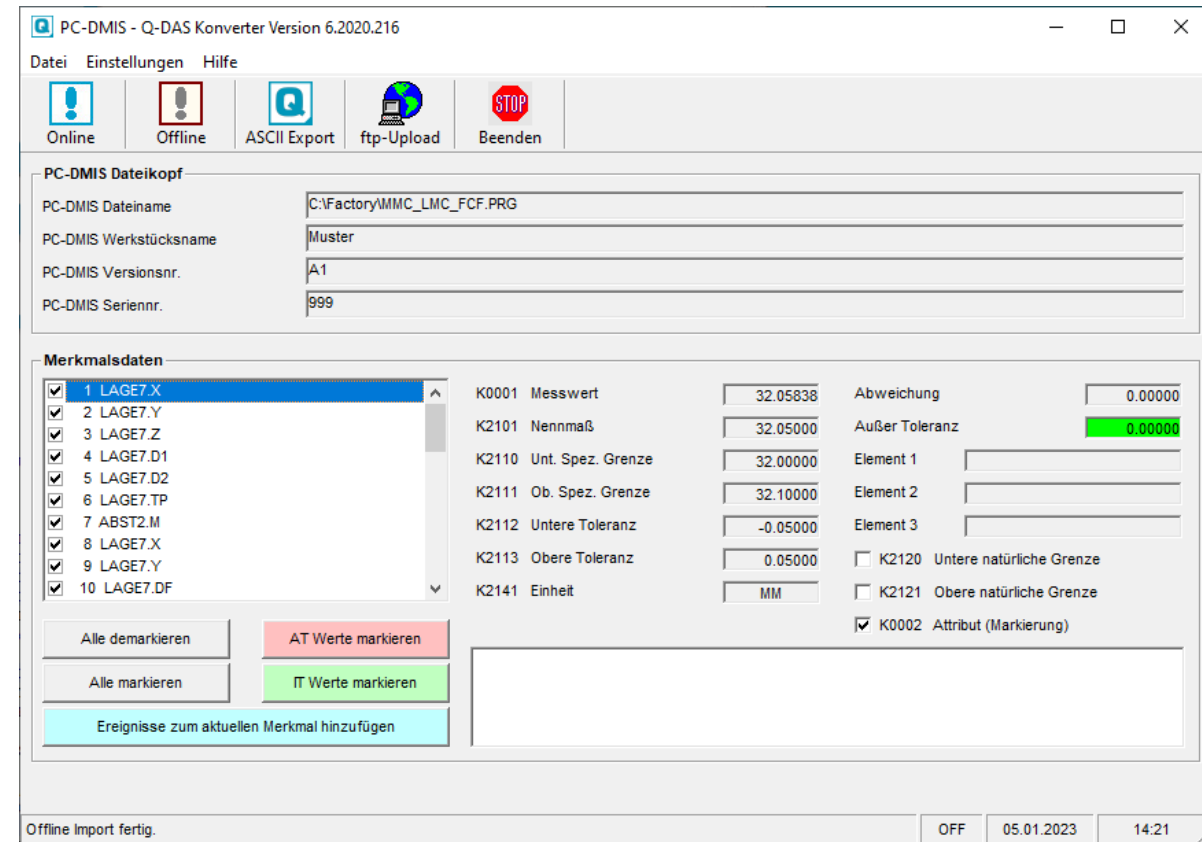 PC-DMIS - Q-DAS Konverter Version 6.2020.216
Datei Einstellungen Hilfe
Online Offline ASCII Export ftp-Upload STOP Beenden
PC-DMIS Dateikopf
PC-DMIS Dateiname C:\Factory\MMC_LMC_FCF.PRG
PC-DMIS Werkstücksname Muster
PC-DMIS Versionsnr. A1
PC-DMIS Seriennr. 999
Merkmalsdaten
1 LAGE7.X
2 LAGE7.Y
3 LAGE7.Z
4 LAGE7.D1
5 LAGE7.D2
6 LAGE7.TP
7 ABST2.M
8 LAGE7.X
9 LAGE7.Y
10 LAGE7.DF
K0001 Messwert 32.05838
K2101 Nennmaß 32.05000
K2110 Unt. Spez. Grenze 32.00000
K2111 Ob. Spez. Grenze 32.10000
K2112 Untere Toleranz -0.05000
K2113 Obere Toleranz 0.05000
K2141 Einheit MM
Abweichung 0.00000
Außer Toleranz 0.00000
Element 1
Element 2
Element 3
K2120 Untere natürliche Grenze
K2121 Obere natürliche Grenze
K0002 Attribut (Markierung)
Alle demarkieren AT Werte markieren
Alle markieren IT Werte markieren
Ereignisse zum aktuellen Merkmal hinzufügen
Offline Import fertig. OFF 05.01.2023 14:21